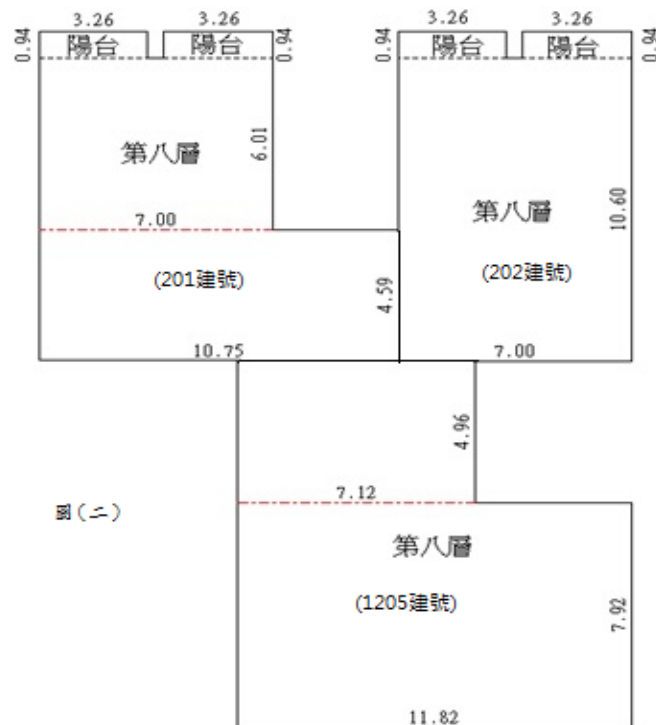 3.26 3.26 3.26 3.26
0.94 陽台 陽台 0.94 0.94 陽台 陽台 0.94
第八層 6.01
第八層 10.60
7.00
(201建號) 4.59 (202建號)
10.75 7.00
4.96
7.12
圖(二)
第八層
(1205建號) 7.92
11.82